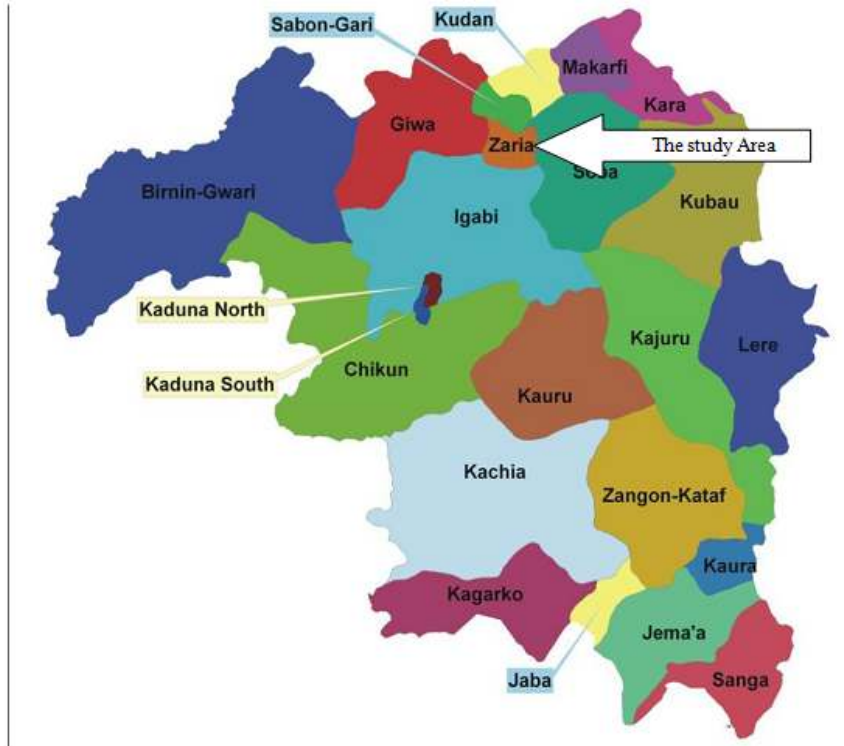 Kudan
Sabon-Gari
Makarfi
Kara
Giwa
Zaria
The study Area
Soba
Birnin-Gwari
Kubau
Igabi
Kaduna North
Kajuru
Lere
Chikun
Kaduna South
Kauru
Kachia
Zangon-Kataf
Kaura
Kagarko
Jema'a
Jaba
Sanga